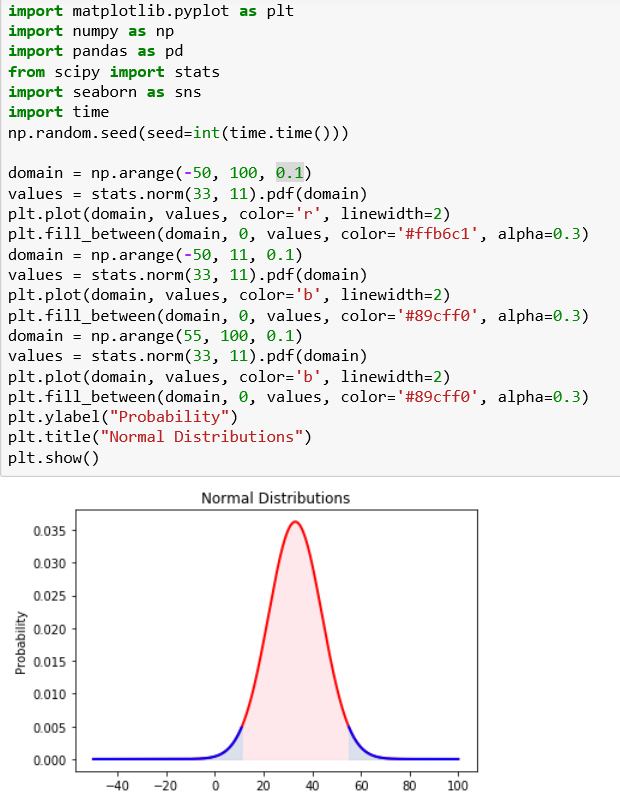 import matplotlib.pyplot as plt
import numpy as np
import pandas as pd
from scipy import stats
import seaborn as sns
import time
np.random.seed(seed=int(time.time()))
domain = np.arange(-50, 100, 0.1)
values = stats.norm(33, 11).pdf(domain)
plt.plot(domain, values, color='r', linewidth=2)
plt.fill_between(domain, 0, values, color='#ffb6c1', alpha=0.3)
domain = np.arange(-50, 11, 0.1)
values = stats.norm(33, 11).pdf(domain)
plt.plot(domain, values, color='b', linewidth=2)
plt.fill_between(domain, 0, values, color='#89cff0', alpha=0.3)
domain = np.arange(55, 100, 0.1)
values = stats.norm(33, 11).pdf(domain)
plt.plot(domain, values, color='b', linewidth=2)
plt.fill_between(domain, 0, values, color='#89cff0', alpha=0.3)
plt.ylabel("Probability")
plt.title("Normal Distributions")
plt.show()
Normal Distributions
Probability
0.035
0.030
0.025
0.020
0.015
0.010
0.005
0.000
−40 −20 0 20 40 60 80 100